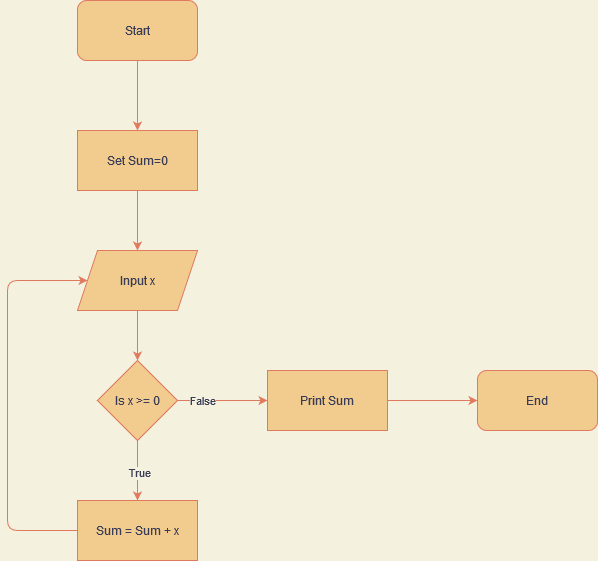 Start
Set Sum=0
Input x
Is x >= 0
False
Print Sum
End
True
Sum = Sum + x